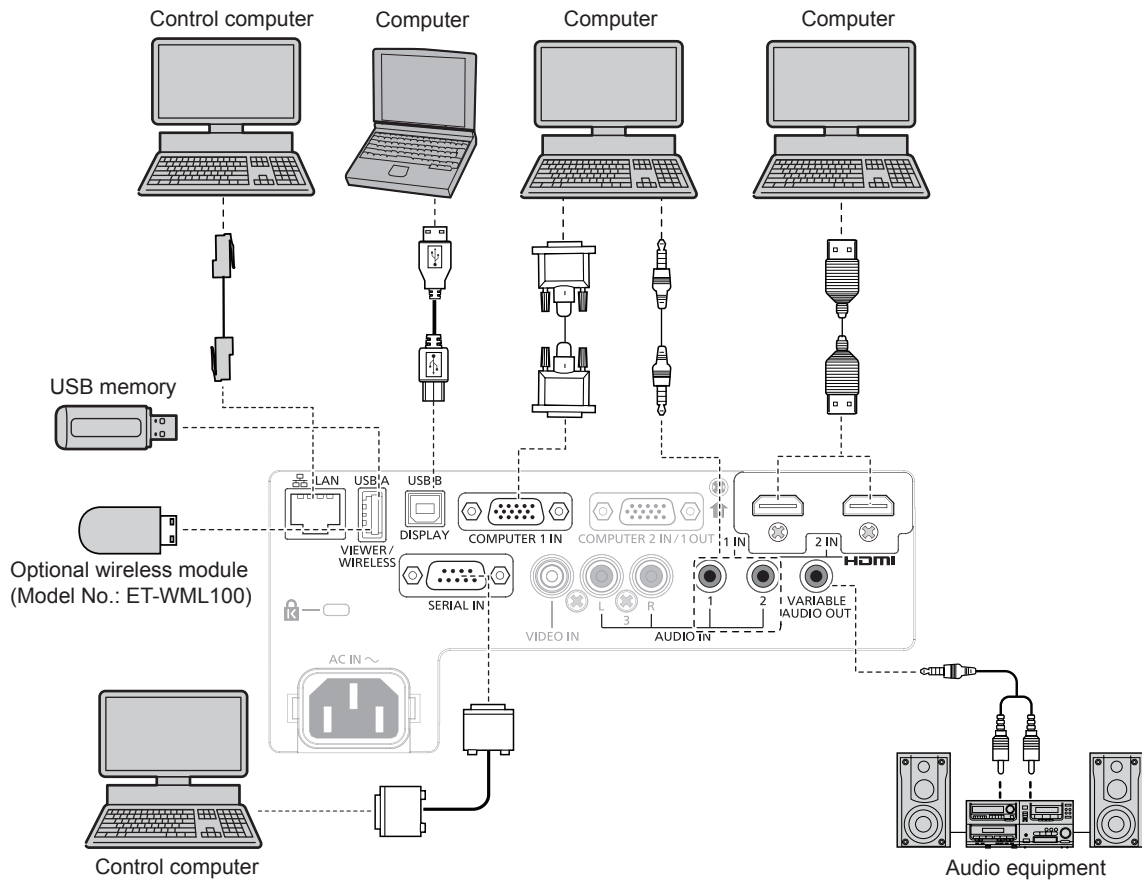 Control computer
Computer
Computer
Computer
USB memory
LAN
USB A
USB B
DISPLAY
VIEWER /
WIRELESS
COMPUTER 1 IN
COMPUTER 2 IN / 1 OUT
1 IN
2 IN
HDMI
Optional wireless module
(Model No.: ET-WML100)
SERIAL IN
K
VIDEO IN
L
3
R
AUDIO IN
1
2
VARIABLE
AUDIO OUT
AC IN ~
Control computer
Audio equipment